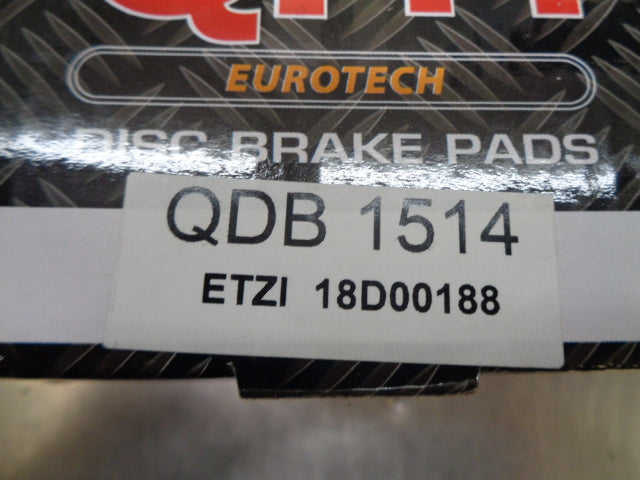 EUROTECH
DISC BRAKE PADS
QDB 1514
ETZI 18D00188